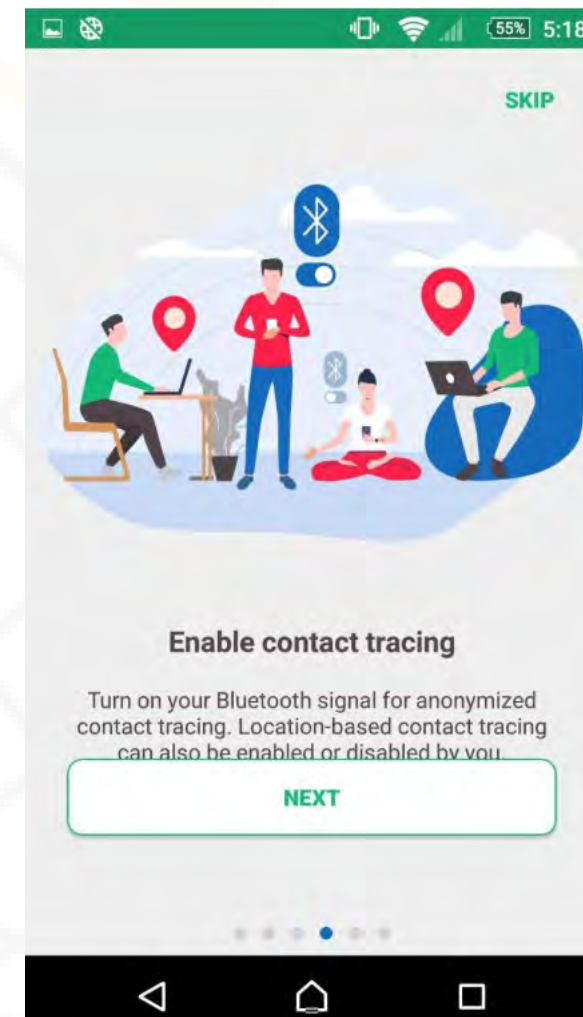 55% 5:18
SKIP
Enable contact tracing
Turn on your Bluetooth signal for anonymized
contact tracing. Location-based contact tracing
can also be enabled or disabled by you.
NEXT